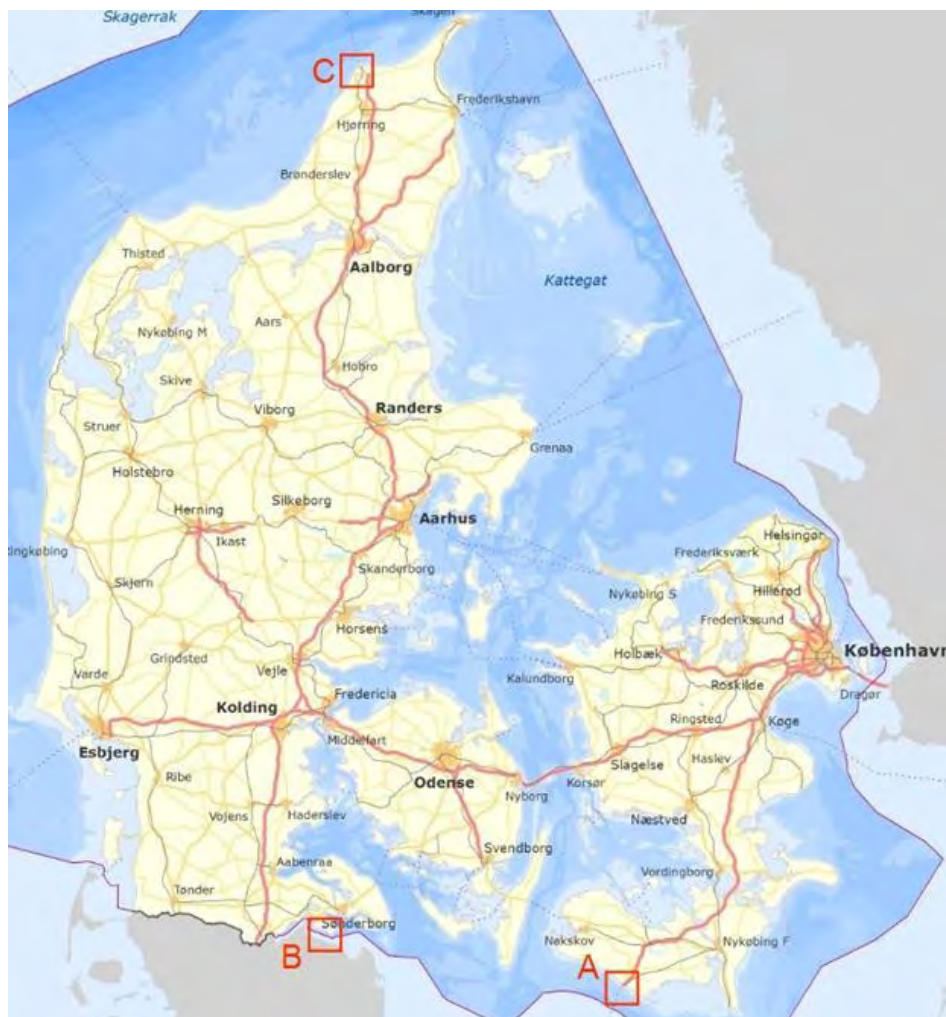 Skagerrak
Skagen
C
Frederikshavn
Hjørring
Brønderslev
Thisted
Aalborg
Kattegat
Nykøbing M
Aars
Hobro
Skive
Viborg
Randers
Struer
Grenaa
Holstebro
Herning
Silkeborg
Aarhus
Ikast
Helsingør
ingkøbing
Frederiksværk
Skanderborg
Skjern
Hillerød
Nykøbing S
Frederikssund
Horsens
København
Grindsted
Holbæk
Vejle
Kalundborg
Varde
Roskilde
Fredericia
Dragør
Kolding
Ringsted
Køge
Middelfart
Esbjerg
Slagelse
Haslev
Odense
Korsør
Ribe
Nyborg
Vojens
Haderslev
Næstved
Svendborg
Aabenraa
Vordingborg
Tønder
Sønderborg
Nakskov
Nykøbing F
B
A